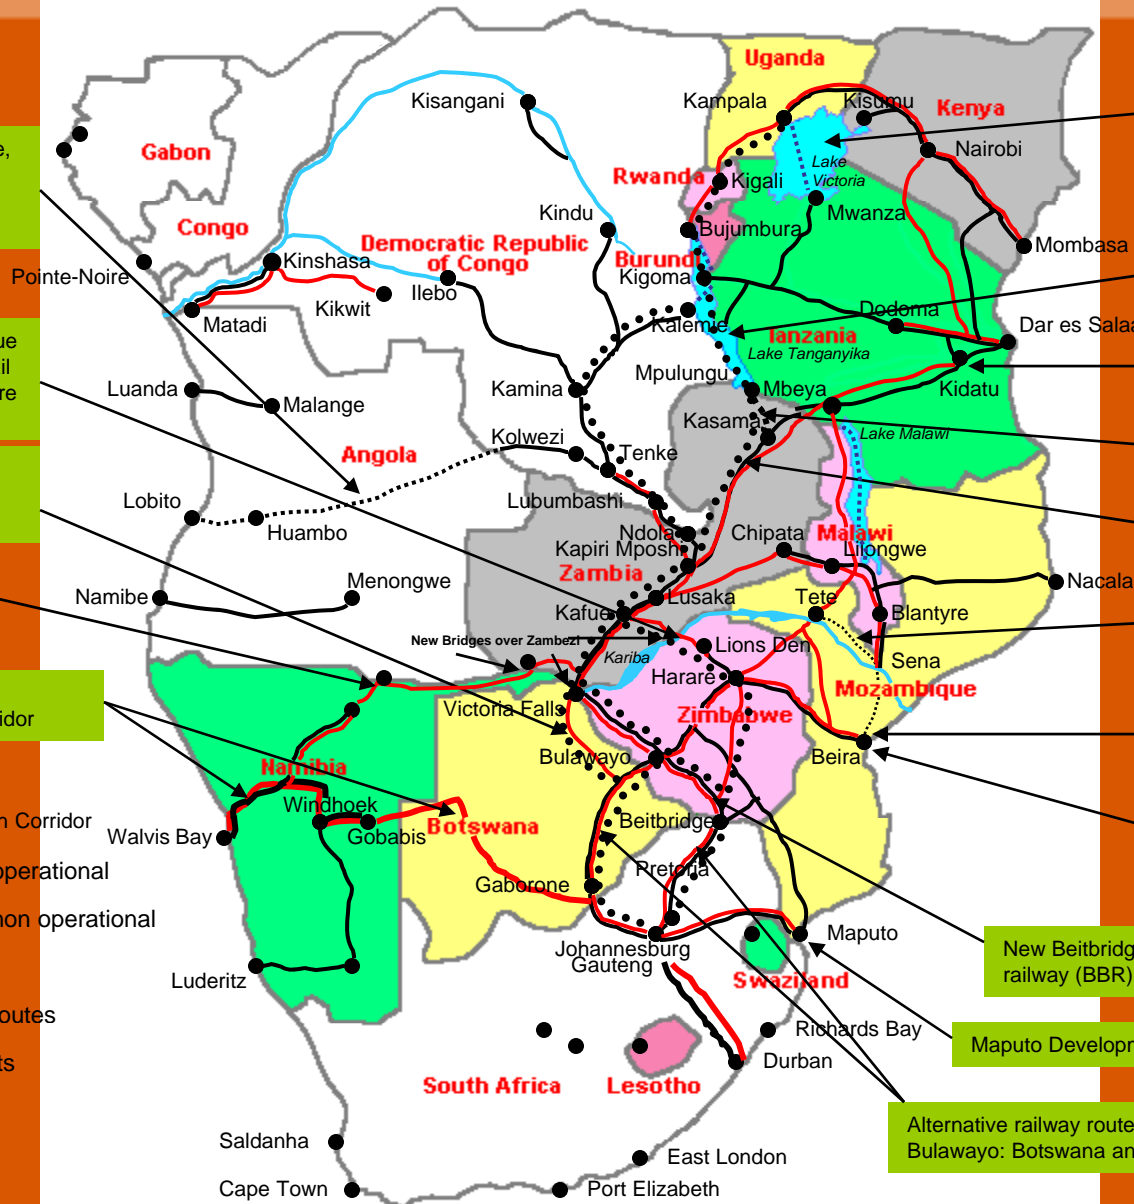 Uganda
Kisangani
Kampala
Kisumu
Kenya
Gabon
Nairobi
Lake
Victoria
Rwanda
Kigali
Mwanza
Kindu
Congo
Bujumbura
Mombasa
Democratic Republic
of Congo
Kinshasa
Burund
Pointe-Noire
Kigoma
Ilebo
Kikwit
Dodoma
Matadi
Kalemie
Tanzania
Dar es Salaa
Lake Tanganyika
ue
il
re
Mpulungu
Luanda
Malange
Kamina
Mbeya
Kidatu
Kasama
Kolwezi
Lake Malawi
Angola
Tenke
Lobito
Lubumbashi
Huambo
Ndola
Chipata
Malawi
Kapiri Mposhi
Lilongwe
Zambia
Menongwe
Nacala
Namibe
Lusaka
Tete
Kafue
Blantyre
New Bridges over Zambezi
Lions Den
Kariba
Sena
Harare
Mozambique
Victoria Falls
Zimbabwe
ridor
Bulawayo
Beira
Namibia
Windhoek
n Corridor
Walvis Bay
Gobabis
Botswana
Beitbridge
operational
Pretoria
Gaborone
non operational
Maputo
Johannesburg
Gauteng
New Beitbridg
railway (BBR)
Luderitz
Swaziland
outes
Richards Bay
Maputo Developm
ts
Durban
South Africa
Lesotho
Alternative railway route
Bulawayo: Botswana an
Saldanha
East London
Cape Town
Port Elizabeth